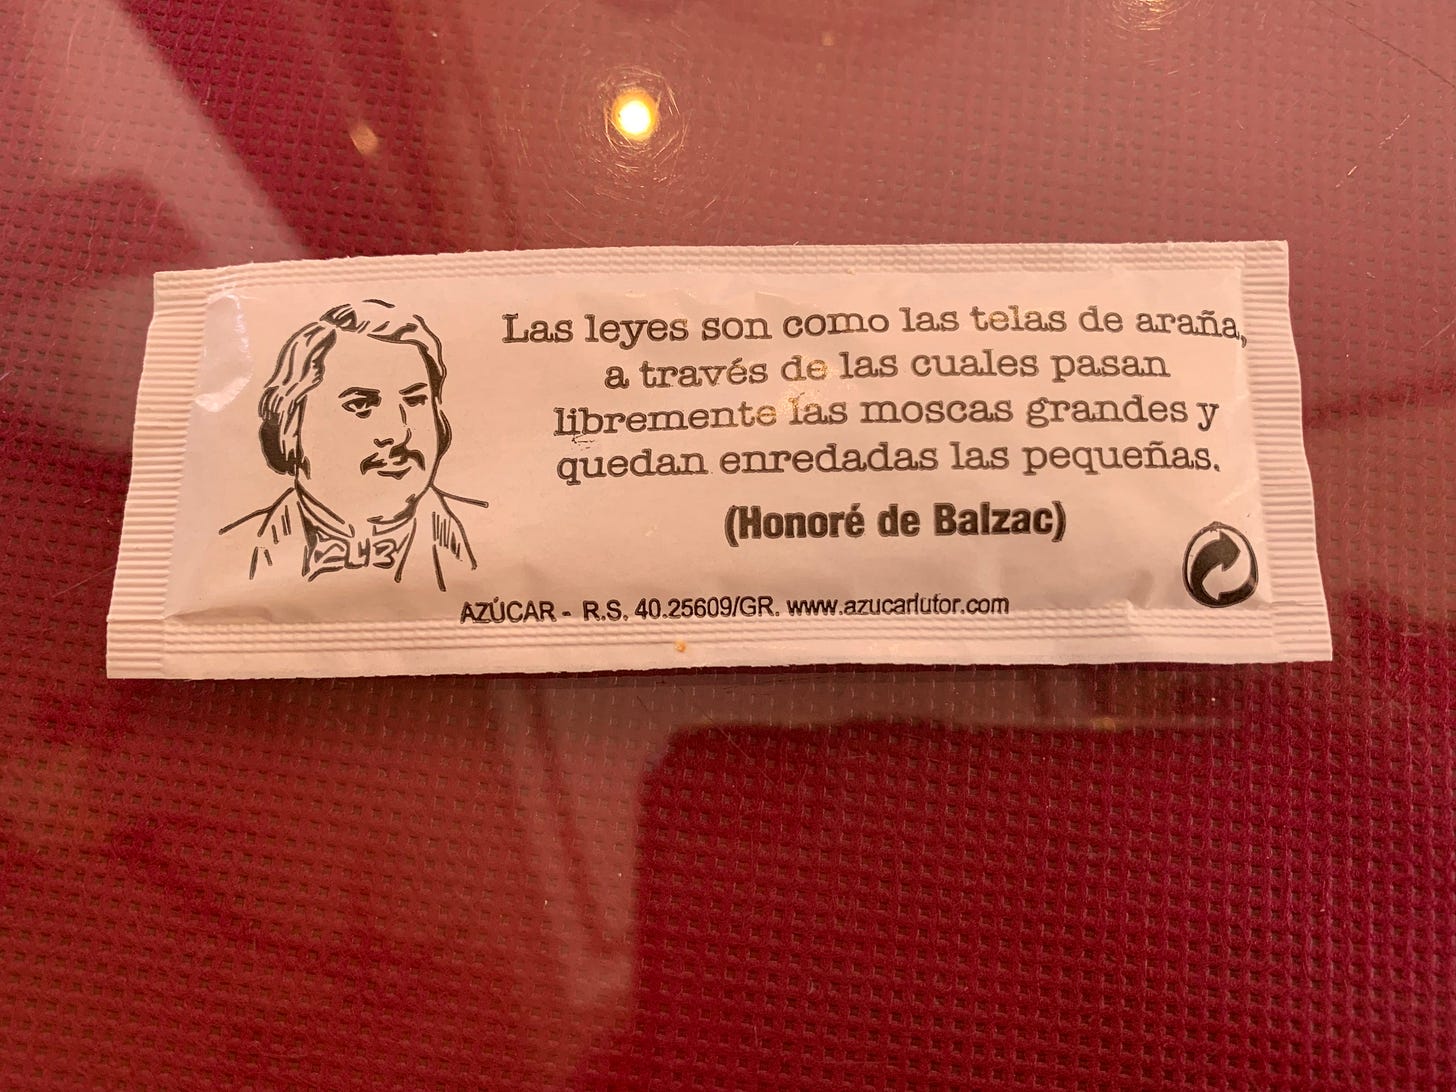 Las leyes son como las telas de araña,
a través de las cuales pasan
libremente las moscas grandes y
quedan enredadas las pequeñas.
(Honoré de Balzac)
AZÚCAR - R.S. 40.25609/GR. www.azucarlutor.com